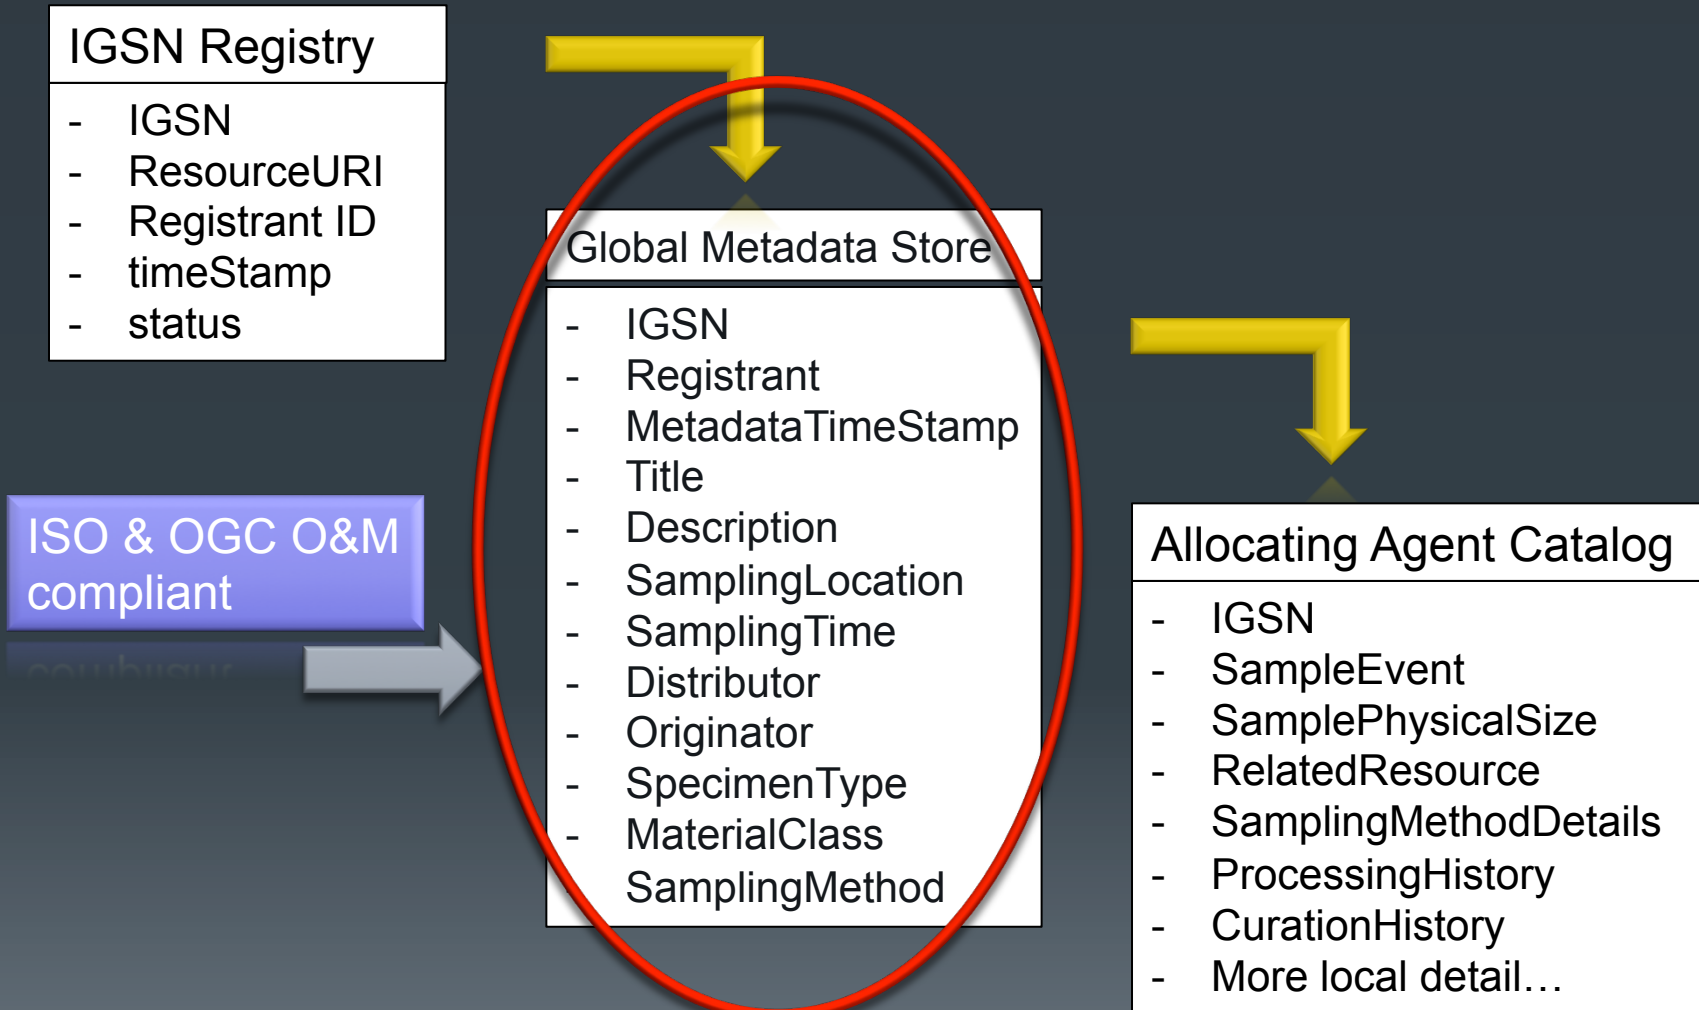 IGSN Registry
- IGSN
- ResourceURI
- Registrant ID
- timeStamp
- status
Global Metadata Store
- IGSN
- Registrant
- MetadataTimeStamp
- Title
- Description
- SamplingLocation
- SamplingTime
- Distributor
- Originator
- SpecimenType
- MaterialClass
- SamplingMethod
ISO & OGC O&M
compliant
Allocating Agent Catalog
- IGSN
- SampleEvent
- SamplePhysicalSize
- RelatedResource
- SamplingMethodDetails
- ProcessingHistory
- CurationHistory
- More local detail…